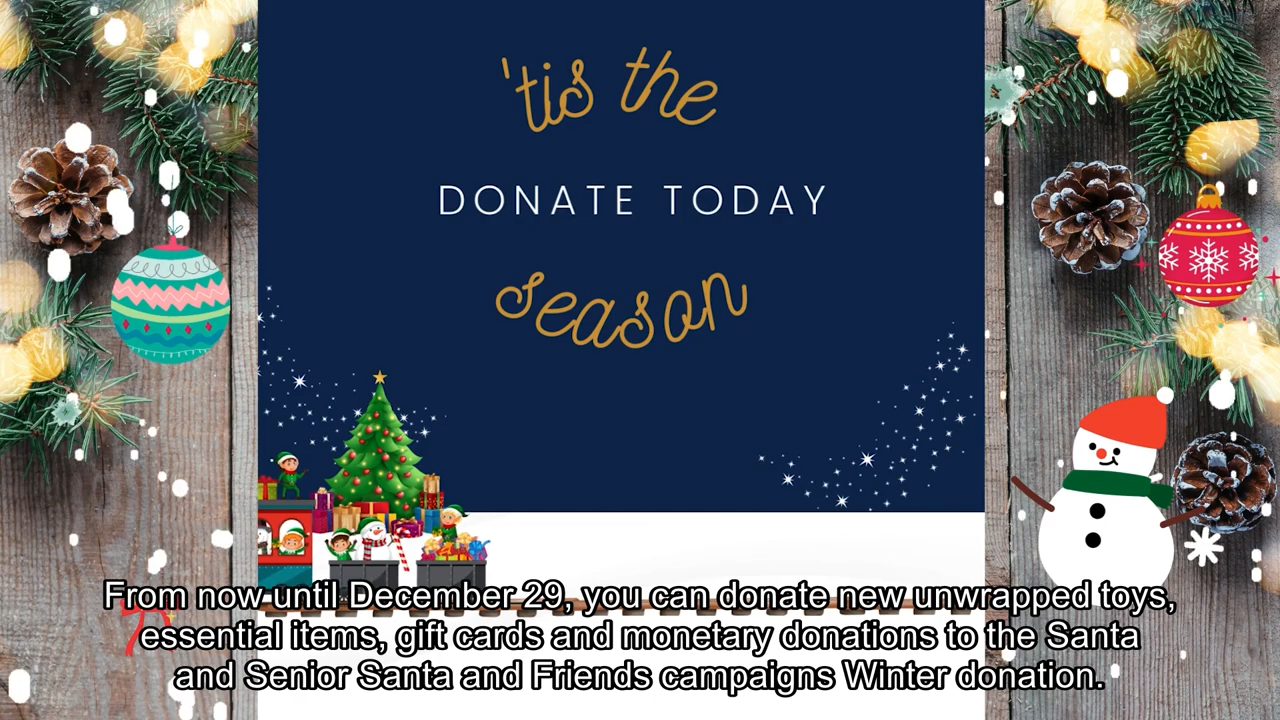 'tis the
DONATE TODAY
season
From now until December 29, you can donate new unwrapped toys,
essential items, gift cards and monetary donations to the Santa
and Senior Santa and Friends campaigns Winter donation.